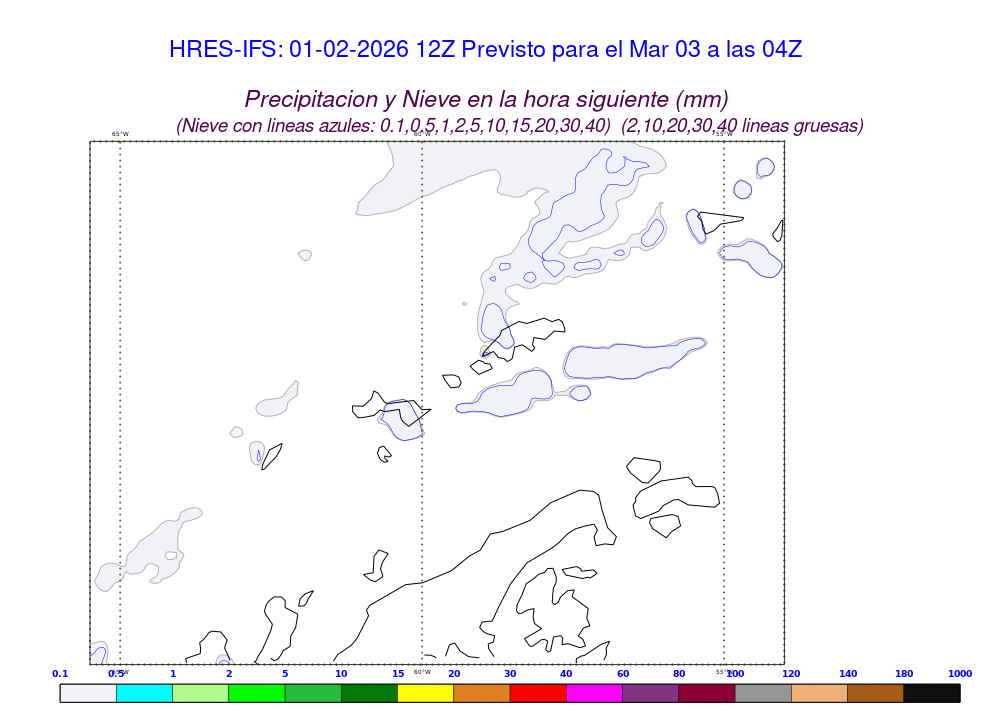 HRES-IFS: 01-02-2026 12Z Previsto para el Mar 03 a las 04Z
Precipitacion y Nieve en la hora siguiente (mm)
(Nieve con lineas azules: 0.1,0.5,1,2,5,10,15,20,30,40) (2,10,20,30,40 lineas gruesas)
65°W 60°W 55°W
65°W 60°W 55°W
0.1 0.5 1 2 5 10 15 20 30 40 60 80 100 120 140 180 1000